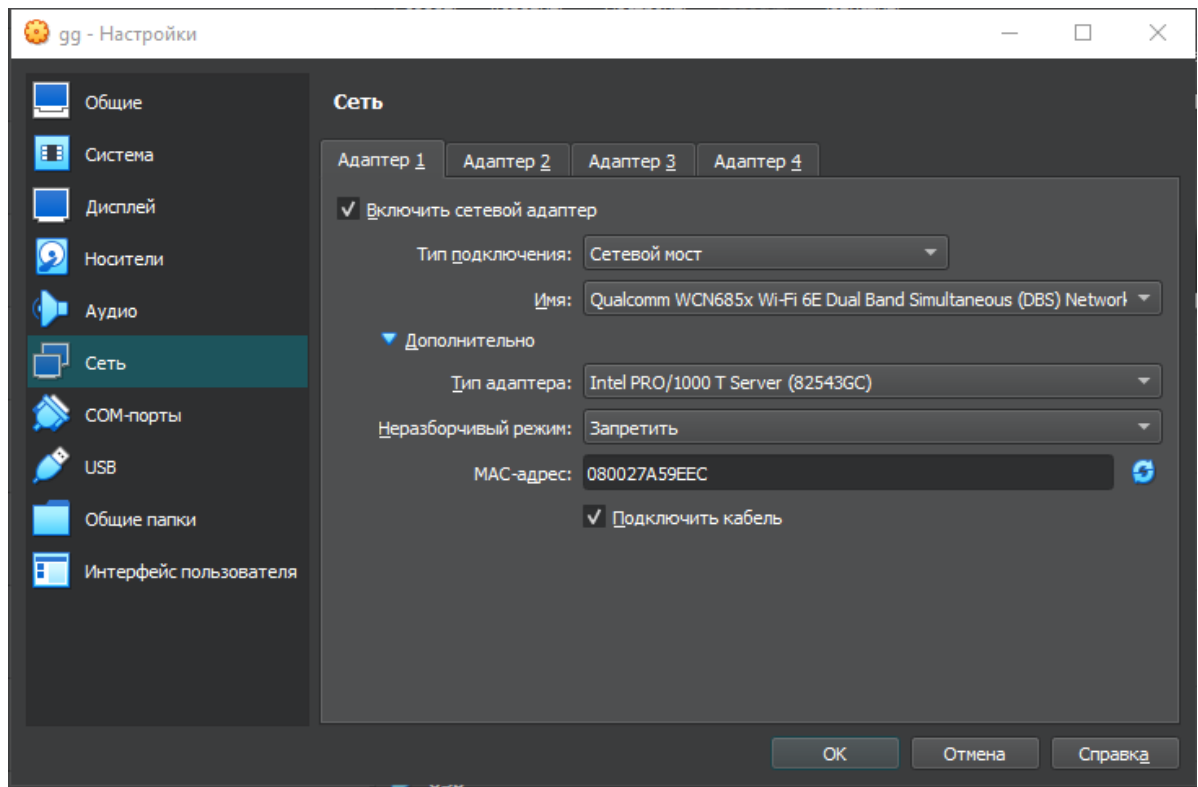 gg - Настройки
Общие
Система
Дисплей
Носители
Аудио
Сеть
COM-порты
USB
Общие папки
Интерфейс пользователя
Сеть
Адаптер 1 Адаптер 2 Адаптер 3 Адаптер 4
Включить сетевой адаптер
Тип подключения: Сетевой мост
Имя: Qualcomm WCN685x Wi-Fi 6E Dual Band Simultaneous (DBS) Network
Дополнительно
Тип адаптера: Intel PRO/1000 T Server (82543GC)
Неразборчивый режим: Запретить
MAC-адрес: 080027A59EEC
Подключить кабель
OK Отмена Справка